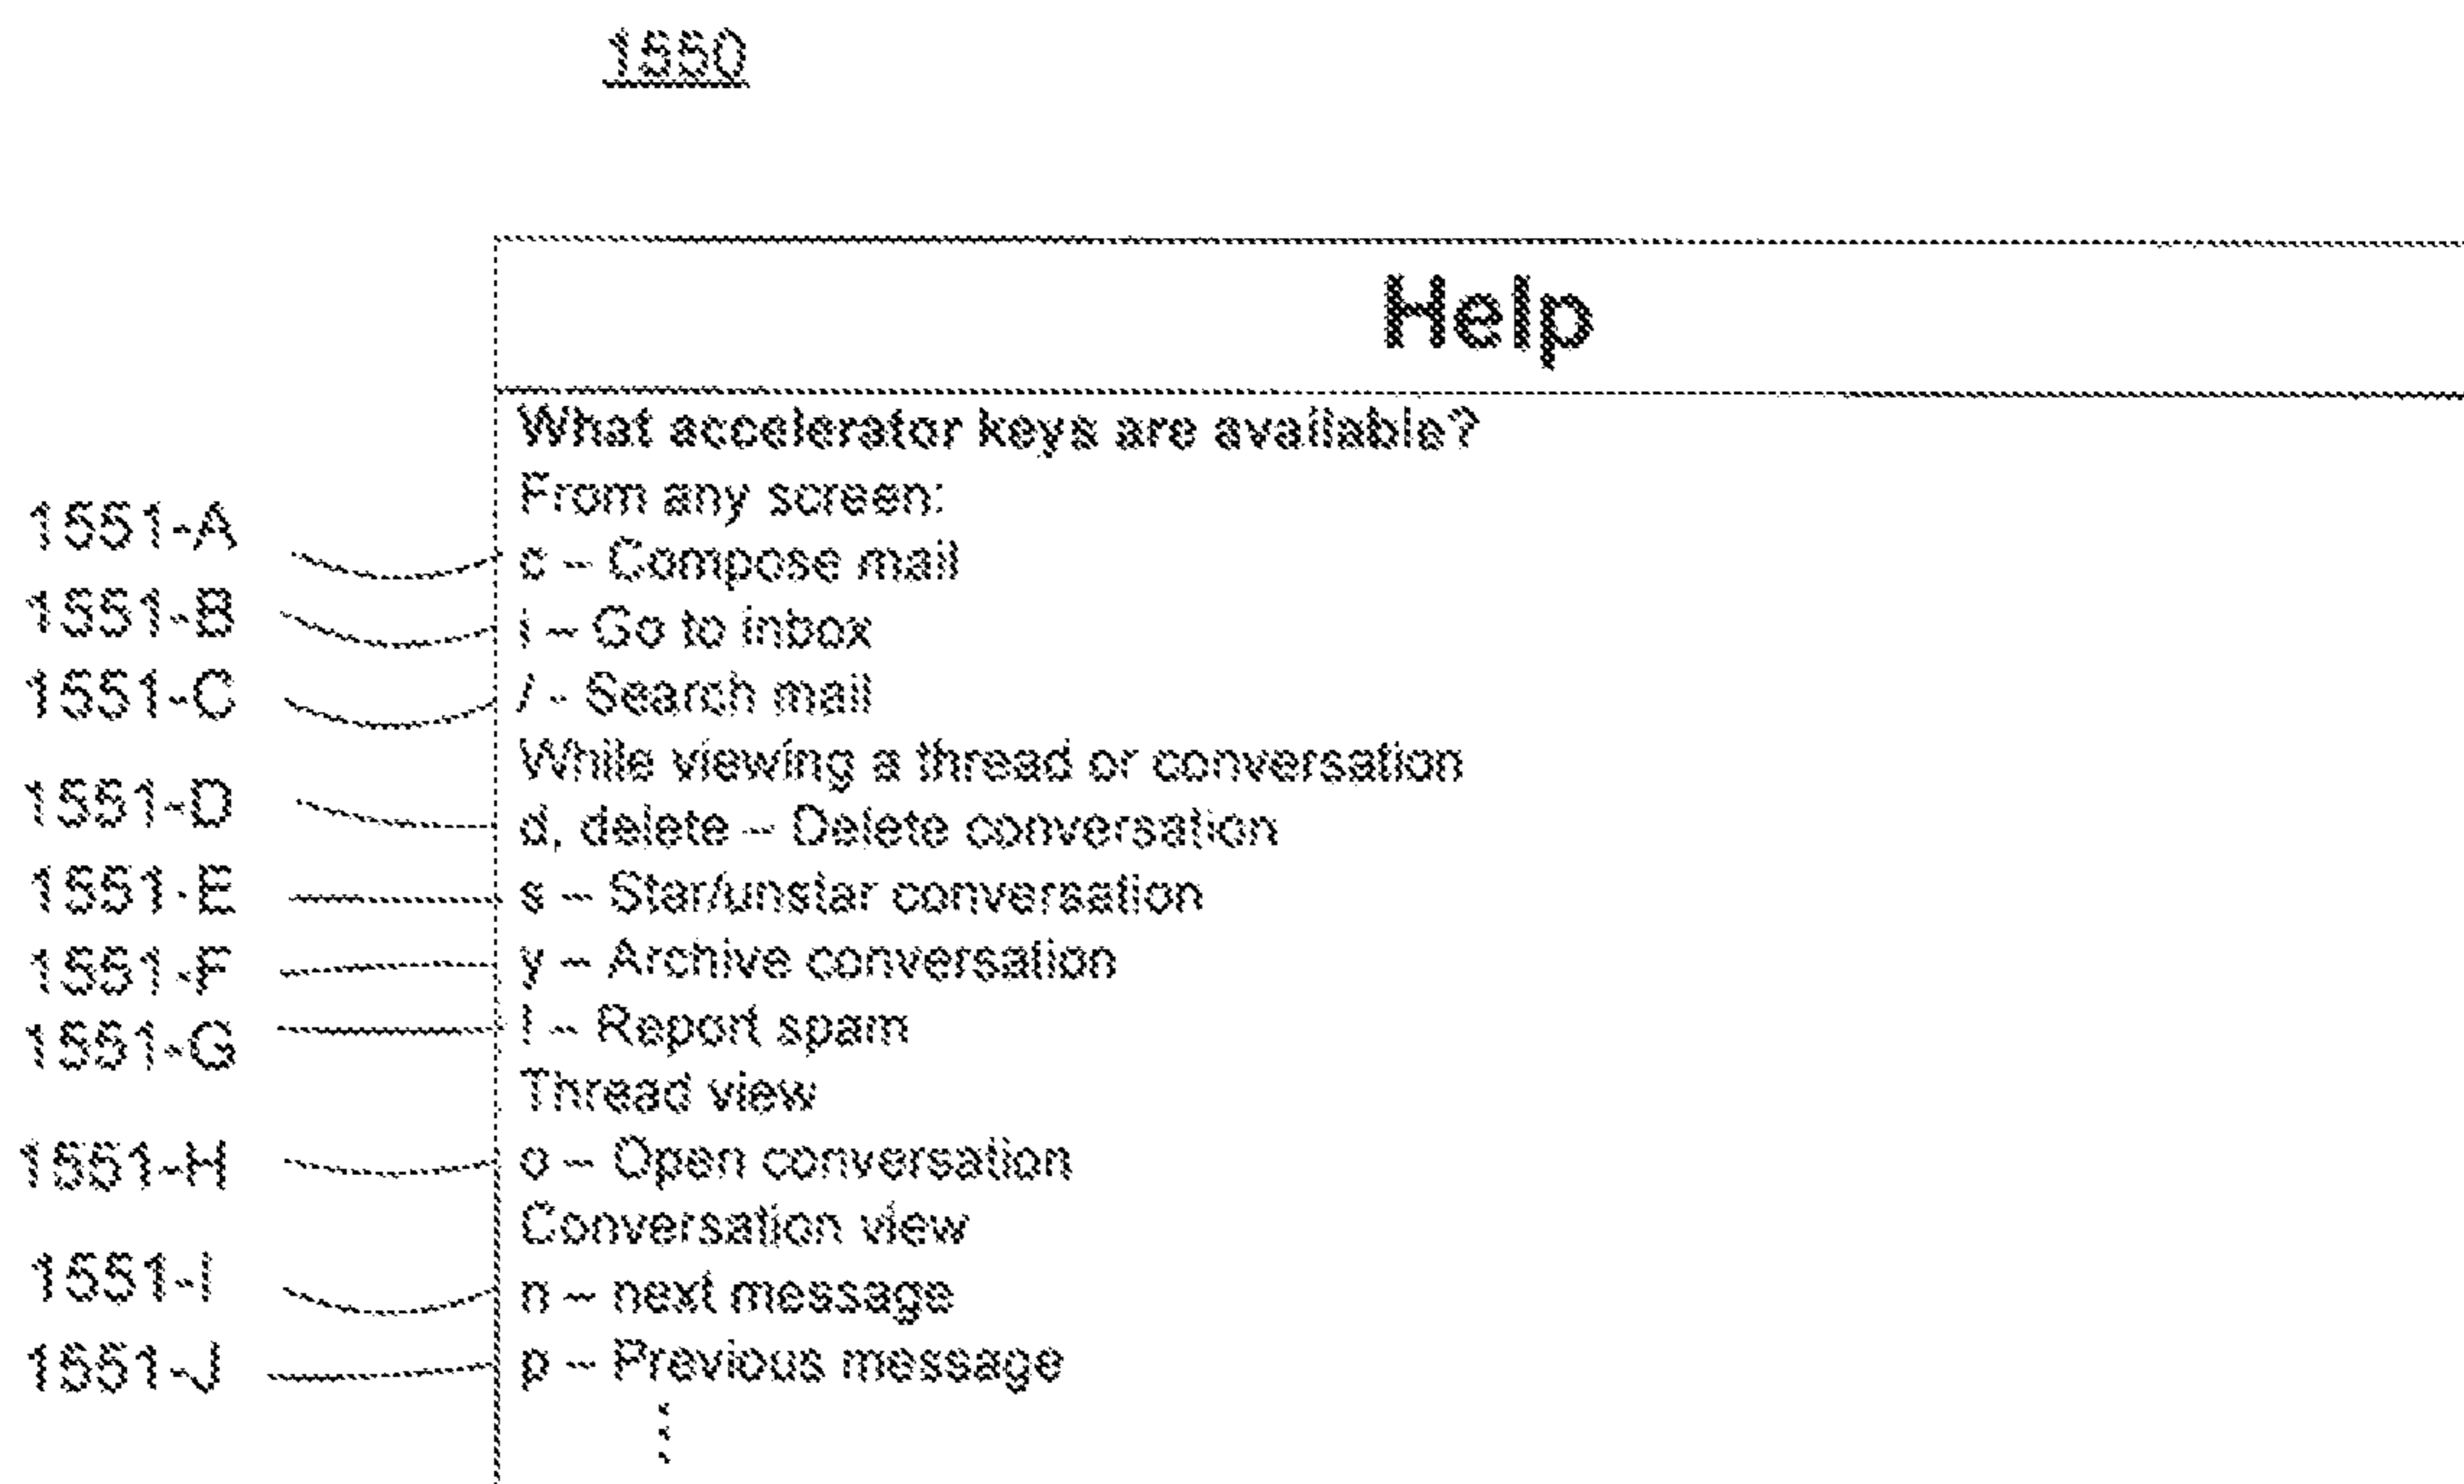 1550
Help
What accelerator keys are available?
From any screen:
1551-A c – Compose mail
1551-B i – Go to inbox
1551-C / - Search mail
While viewing a thread or conversation
1551-D d, delete – Delete conversation
1551-E s – Star/unstar conversation
1551-F y – Archive conversation
1551-G ! – Report spam
Thread view
1551-H o – Open conversation
Conversation view
1551-I n – next message
1551-J p – Previous message